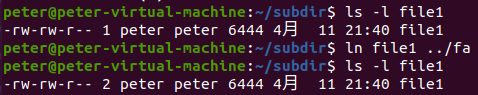 peter@peter-virtual-machine:~/subdir$ ls -l file1
-rw-rw-r-- 1 peter peter 6444 4月  11 21:40 file1
peter@peter-virtual-machine:~/subdir$ ln file1 ../fa
peter@peter-virtual-machine:~/subdir$ ls -l file1
-rw-rw-r-- 2 peter peter 6444 4月  11 21:40 file1